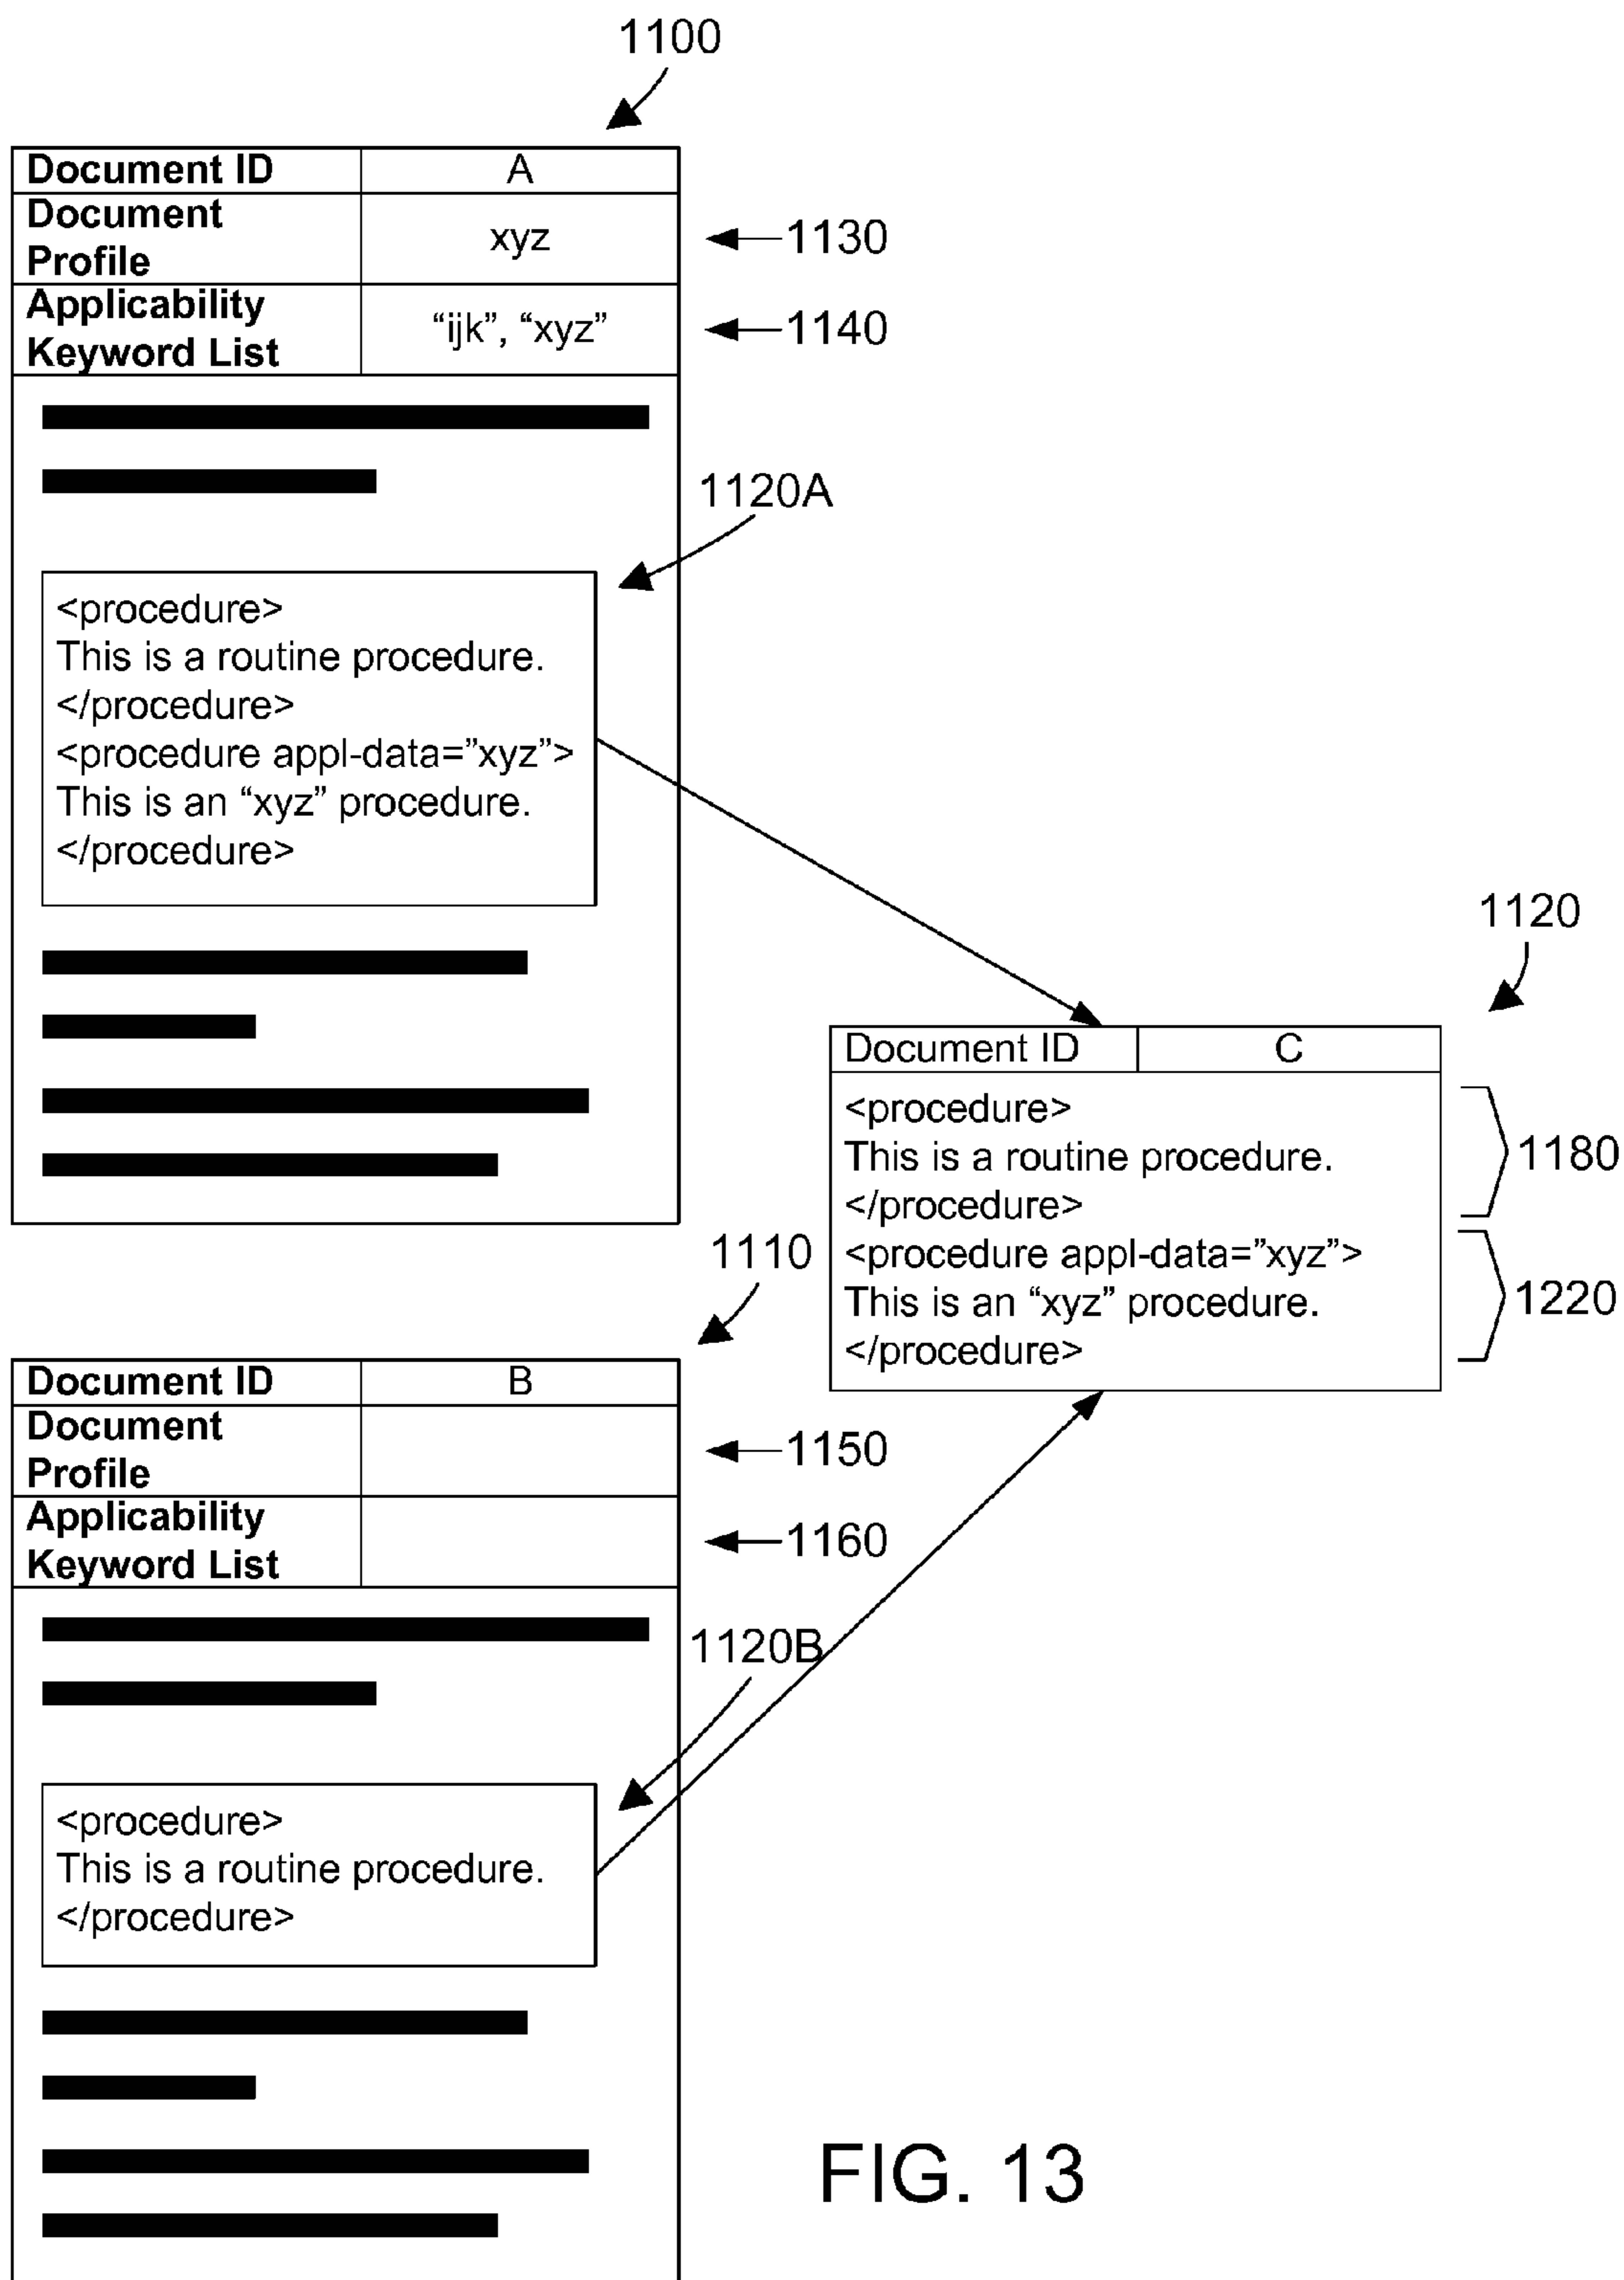 1100
Document ID A
Document
Profile
xyz
1130
Applicability
Keyword List
“ijk”, “xyz”
1140
1120A
<procedure>
This is a routine procedure.
</procedure>
<procedure appl-data=”xyz”>
This is an “xyz” procedure.
</procedure>
1120
Document ID C
<procedure>
This is a routine procedure.
</procedure>
1180
<procedure appl-data=”xyz”>
This is an “xyz” procedure.
</procedure>
1220
1110
Document ID B
Document
Profile
1150
Applicability
Keyword List
1160
1120B
<procedure>
This is a routine procedure.
</procedure>
FIG. 13